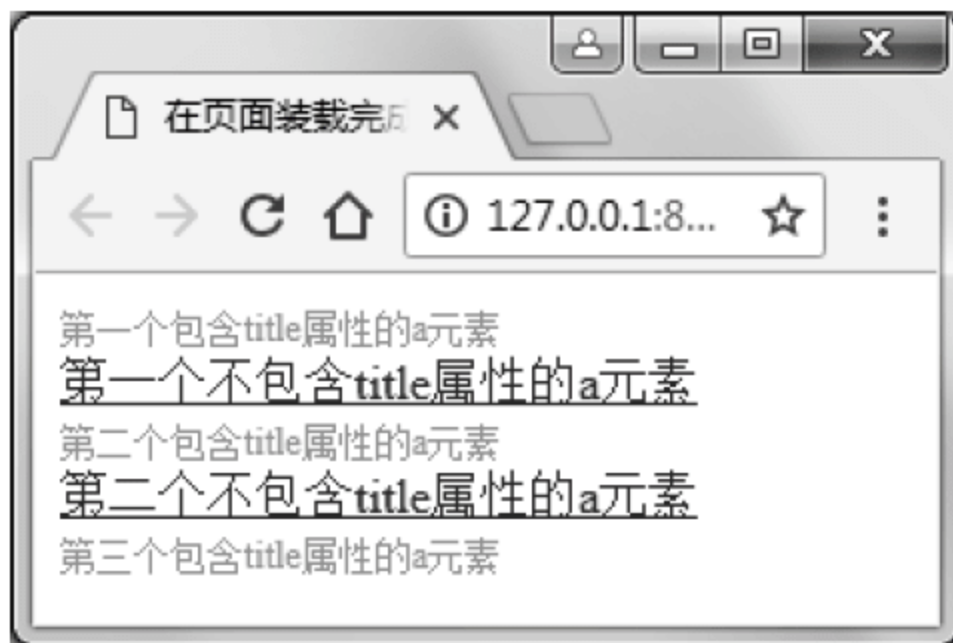 在页面装载完成
127.0.0.1:8...
第一个包含title属性的a元素
第一个不包含title属性的a元素
第二个包含title属性的a元素
第二个不包含title属性的a元素
第三个包含title属性的a元素